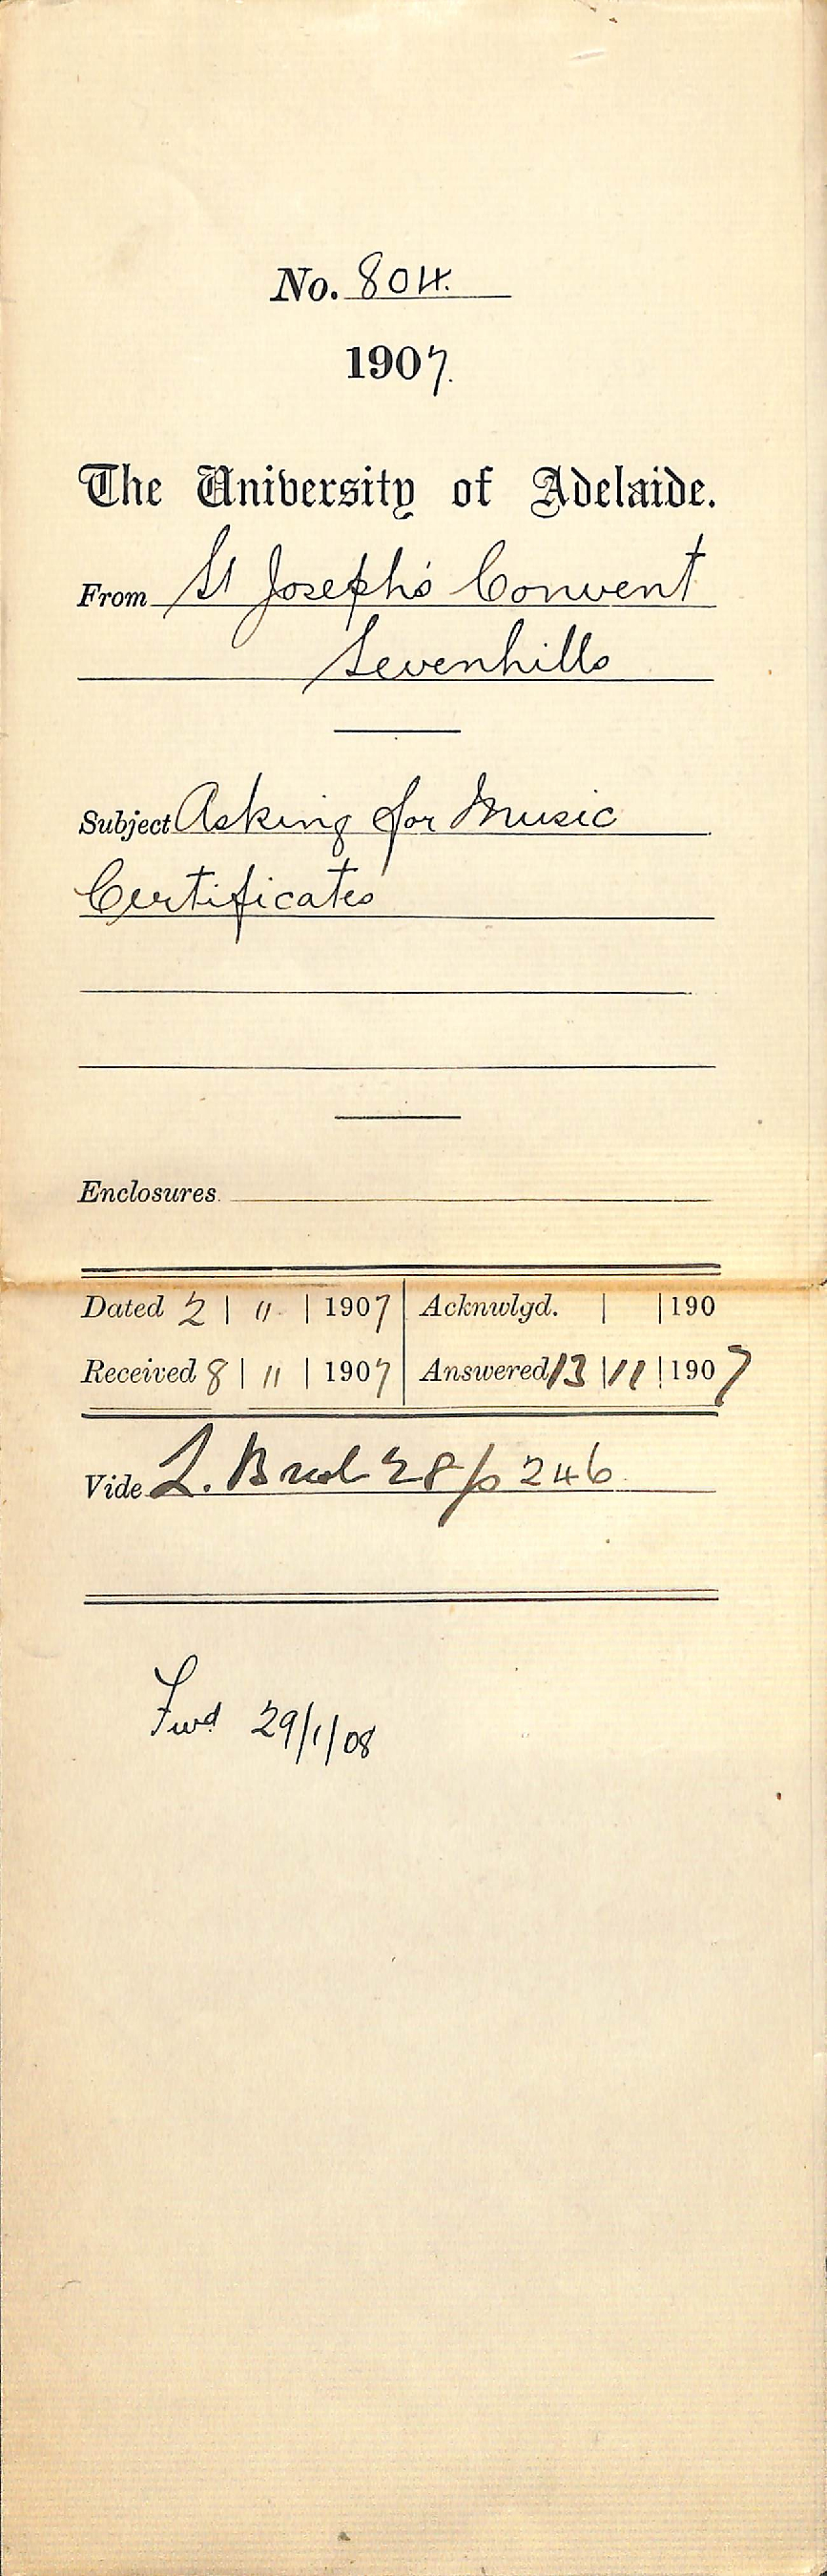 No. 804.
1907.
The University of Adelaide.
From St Joseph's Convent
Sevenhills
Subject Asking for Music
Certificates
Enclosures
Dated 2 | 11 | 1907 Acknwlgd. | | 190
Received 8 | 11 | 1907 Answered 13 | 11 | 1907
Vide L. 28 p 246
Fwd 29/1/08